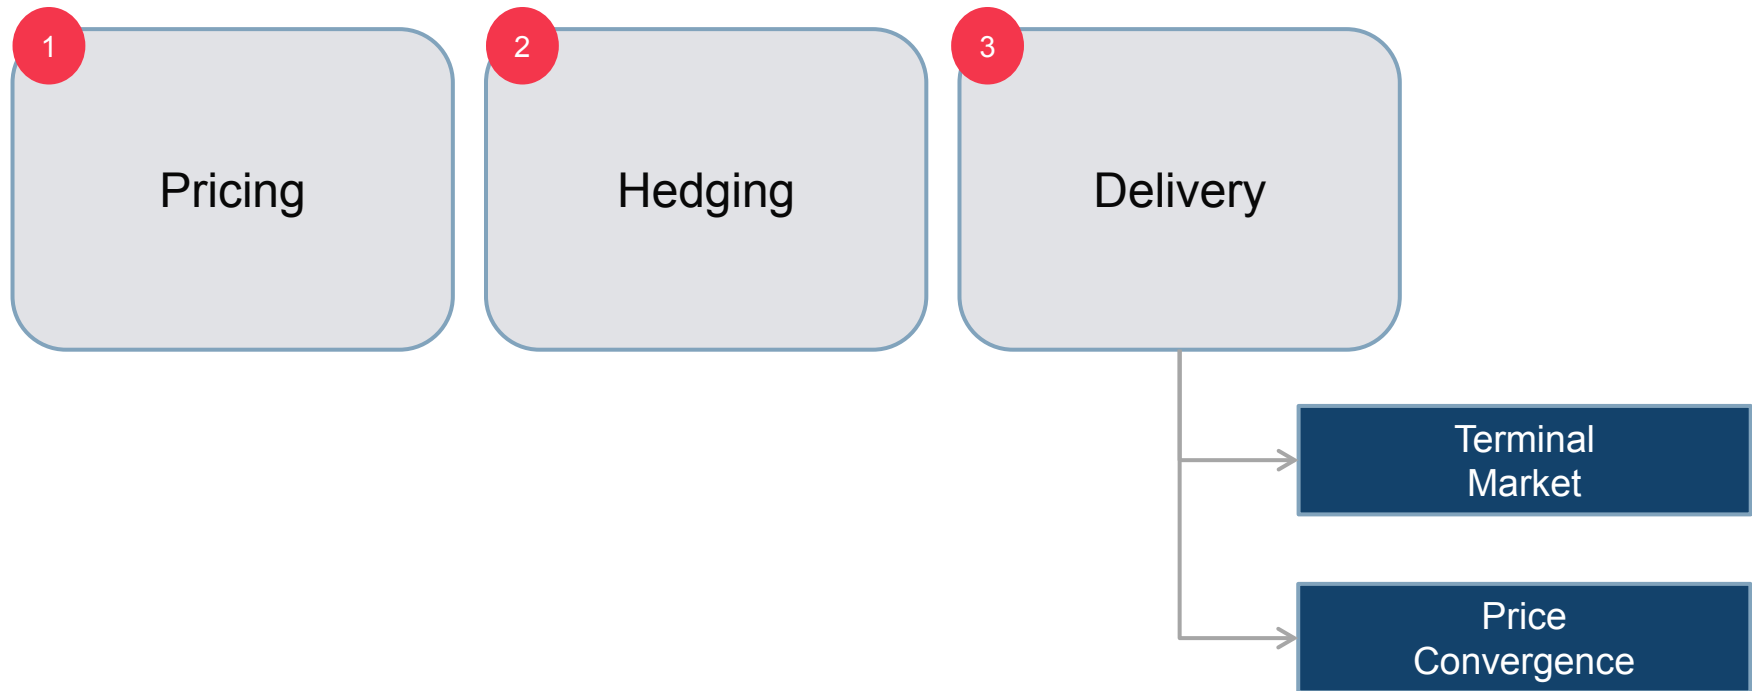 1
Pricing
2
Hedging
3
Delivery
Terminal
Market
Price
Convergence